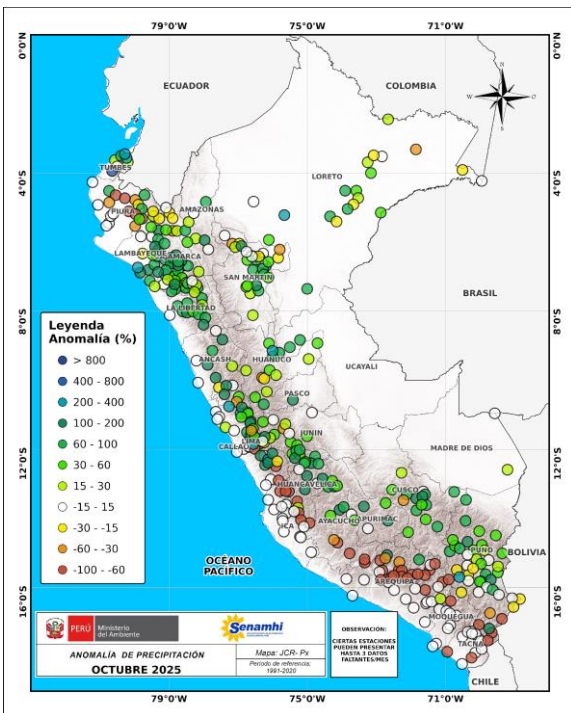 79°0'W 75°0'W 71°0'W
0°0'N
0°0'N
ECUADOR
COLOMBIA
N
W O
S
TUMBES
LORETO
4°0'S
4°0'S
PIURA
AMAZONAS
LAMBAYEQUE
CAJAMARCA
SAN MARTIN
BRASIL
LA LIBERTAD
8°0'S
8°0'S
Leyenda
Anomalía (%)
> 800
400 - 800
200 - 400
100 - 200
60 - 100
30 - 60
15 - 30
-15 - 15
-30 - -15
-60 - -30
-100 - -60
ANCASH
HUANUCO
UCAYALI
PASCO
LIMA
CALLAO
JUNIN
MADRE DE DIOS
12°0'S
12°0'S
HUANCAVELICA
CUSCO
ICA
AYACUCHO
APURIMAC
PUNO
BOLIVIA
OCÉANO
PACÍFICO
AREQUIPA
16°0'S
16°0'S
MOQUEGUA
TACNA
CHILE
PERÚ
Ministerio
del Ambiente
Senamhi
ANOMALÍA DE PRECIPITACIÓN
OCTUBRE 2025
Mapa: JCR- Px
Periodo de referencia;
1991-2020
OBSERVACIÓN:
CIERTAS ESTACIONES
PUEDEN PRESENTAR
HASTA 3 DATOS
FALTANTES/MES
79°0'W 75°0'W 71°0'W